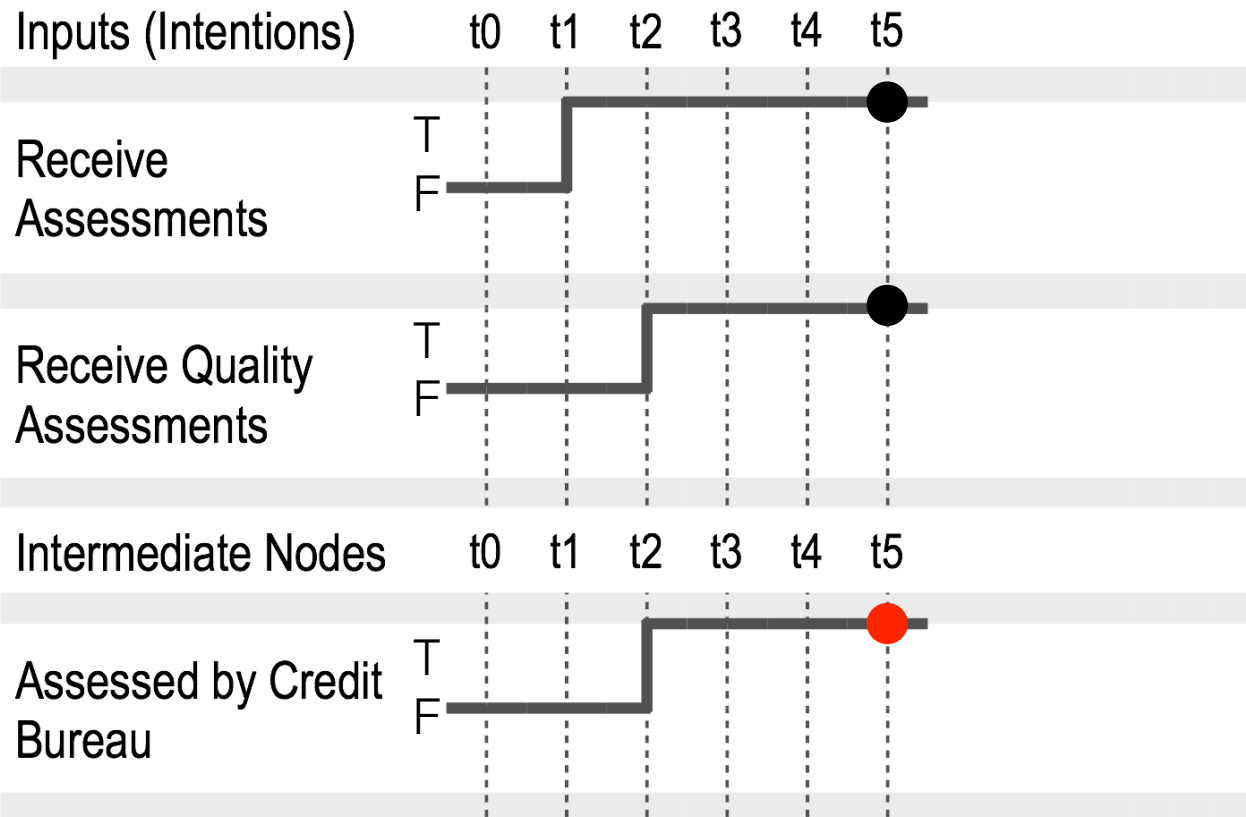 Inputs (Intentions) t0 t1 t2 t3 t4 t5
T
Receive
F
Assessments
T
Receive Quality
F
Assessments
Intermediate Nodes t0 t1 t2 t3 t4 t5
T
Assessed by Credit
F
Bureau